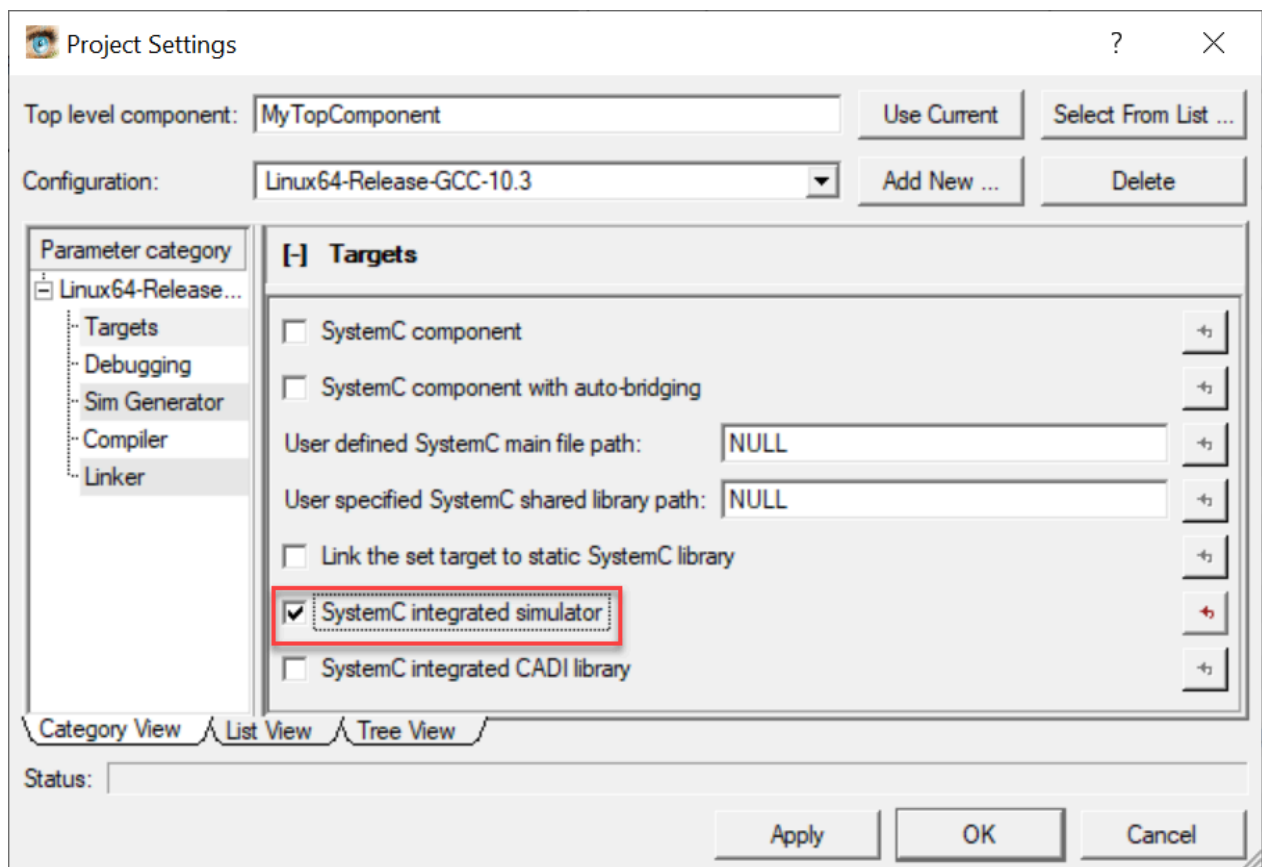 Project Settings ?
Top level component: MyTopComponent Use Current Select From List ...
Configuration: Linux64-Release-GCC-10.3 Add New ... Delete
Parameter category
Linux64-Release...
Targets
Debugging
Sim Generator
Compiler
Linker
[-] Targets
SystemC component
SystemC component with auto-bridging
User defined SystemC main file path: NULL
User specified SystemC shared library path: NULL
Link the set target to static SystemC library
SystemC integrated simulator
SystemC integrated CADI library
Category View List View Tree View
Status:
Apply OK Cancel